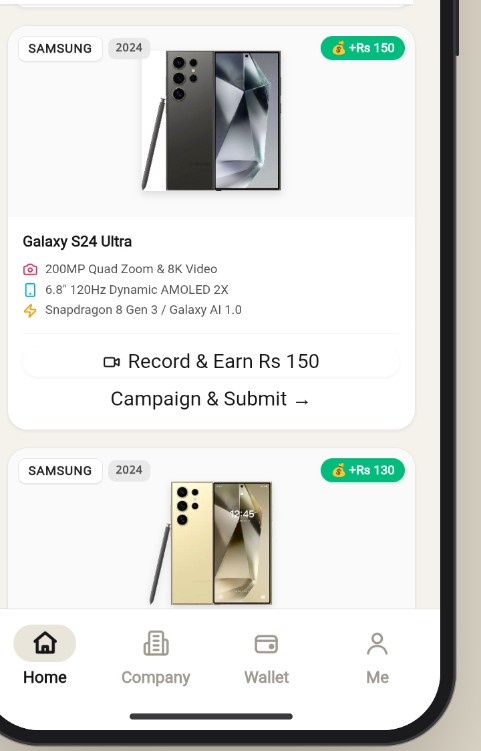 SAMSUNG 2024 💰 +Rs 150
Galaxy S24 Ultra
200MP Quad Zoom & 8K Video
6.8" 120Hz Dynamic AMOLED 2X
Snapdragon 8 Gen 3 / Galaxy AI 1.0
Record & Earn Rs 150
Campaign & Submit →
SAMSUNG 2024 💰 +Rs 130
12:45
Home Company Wallet Me